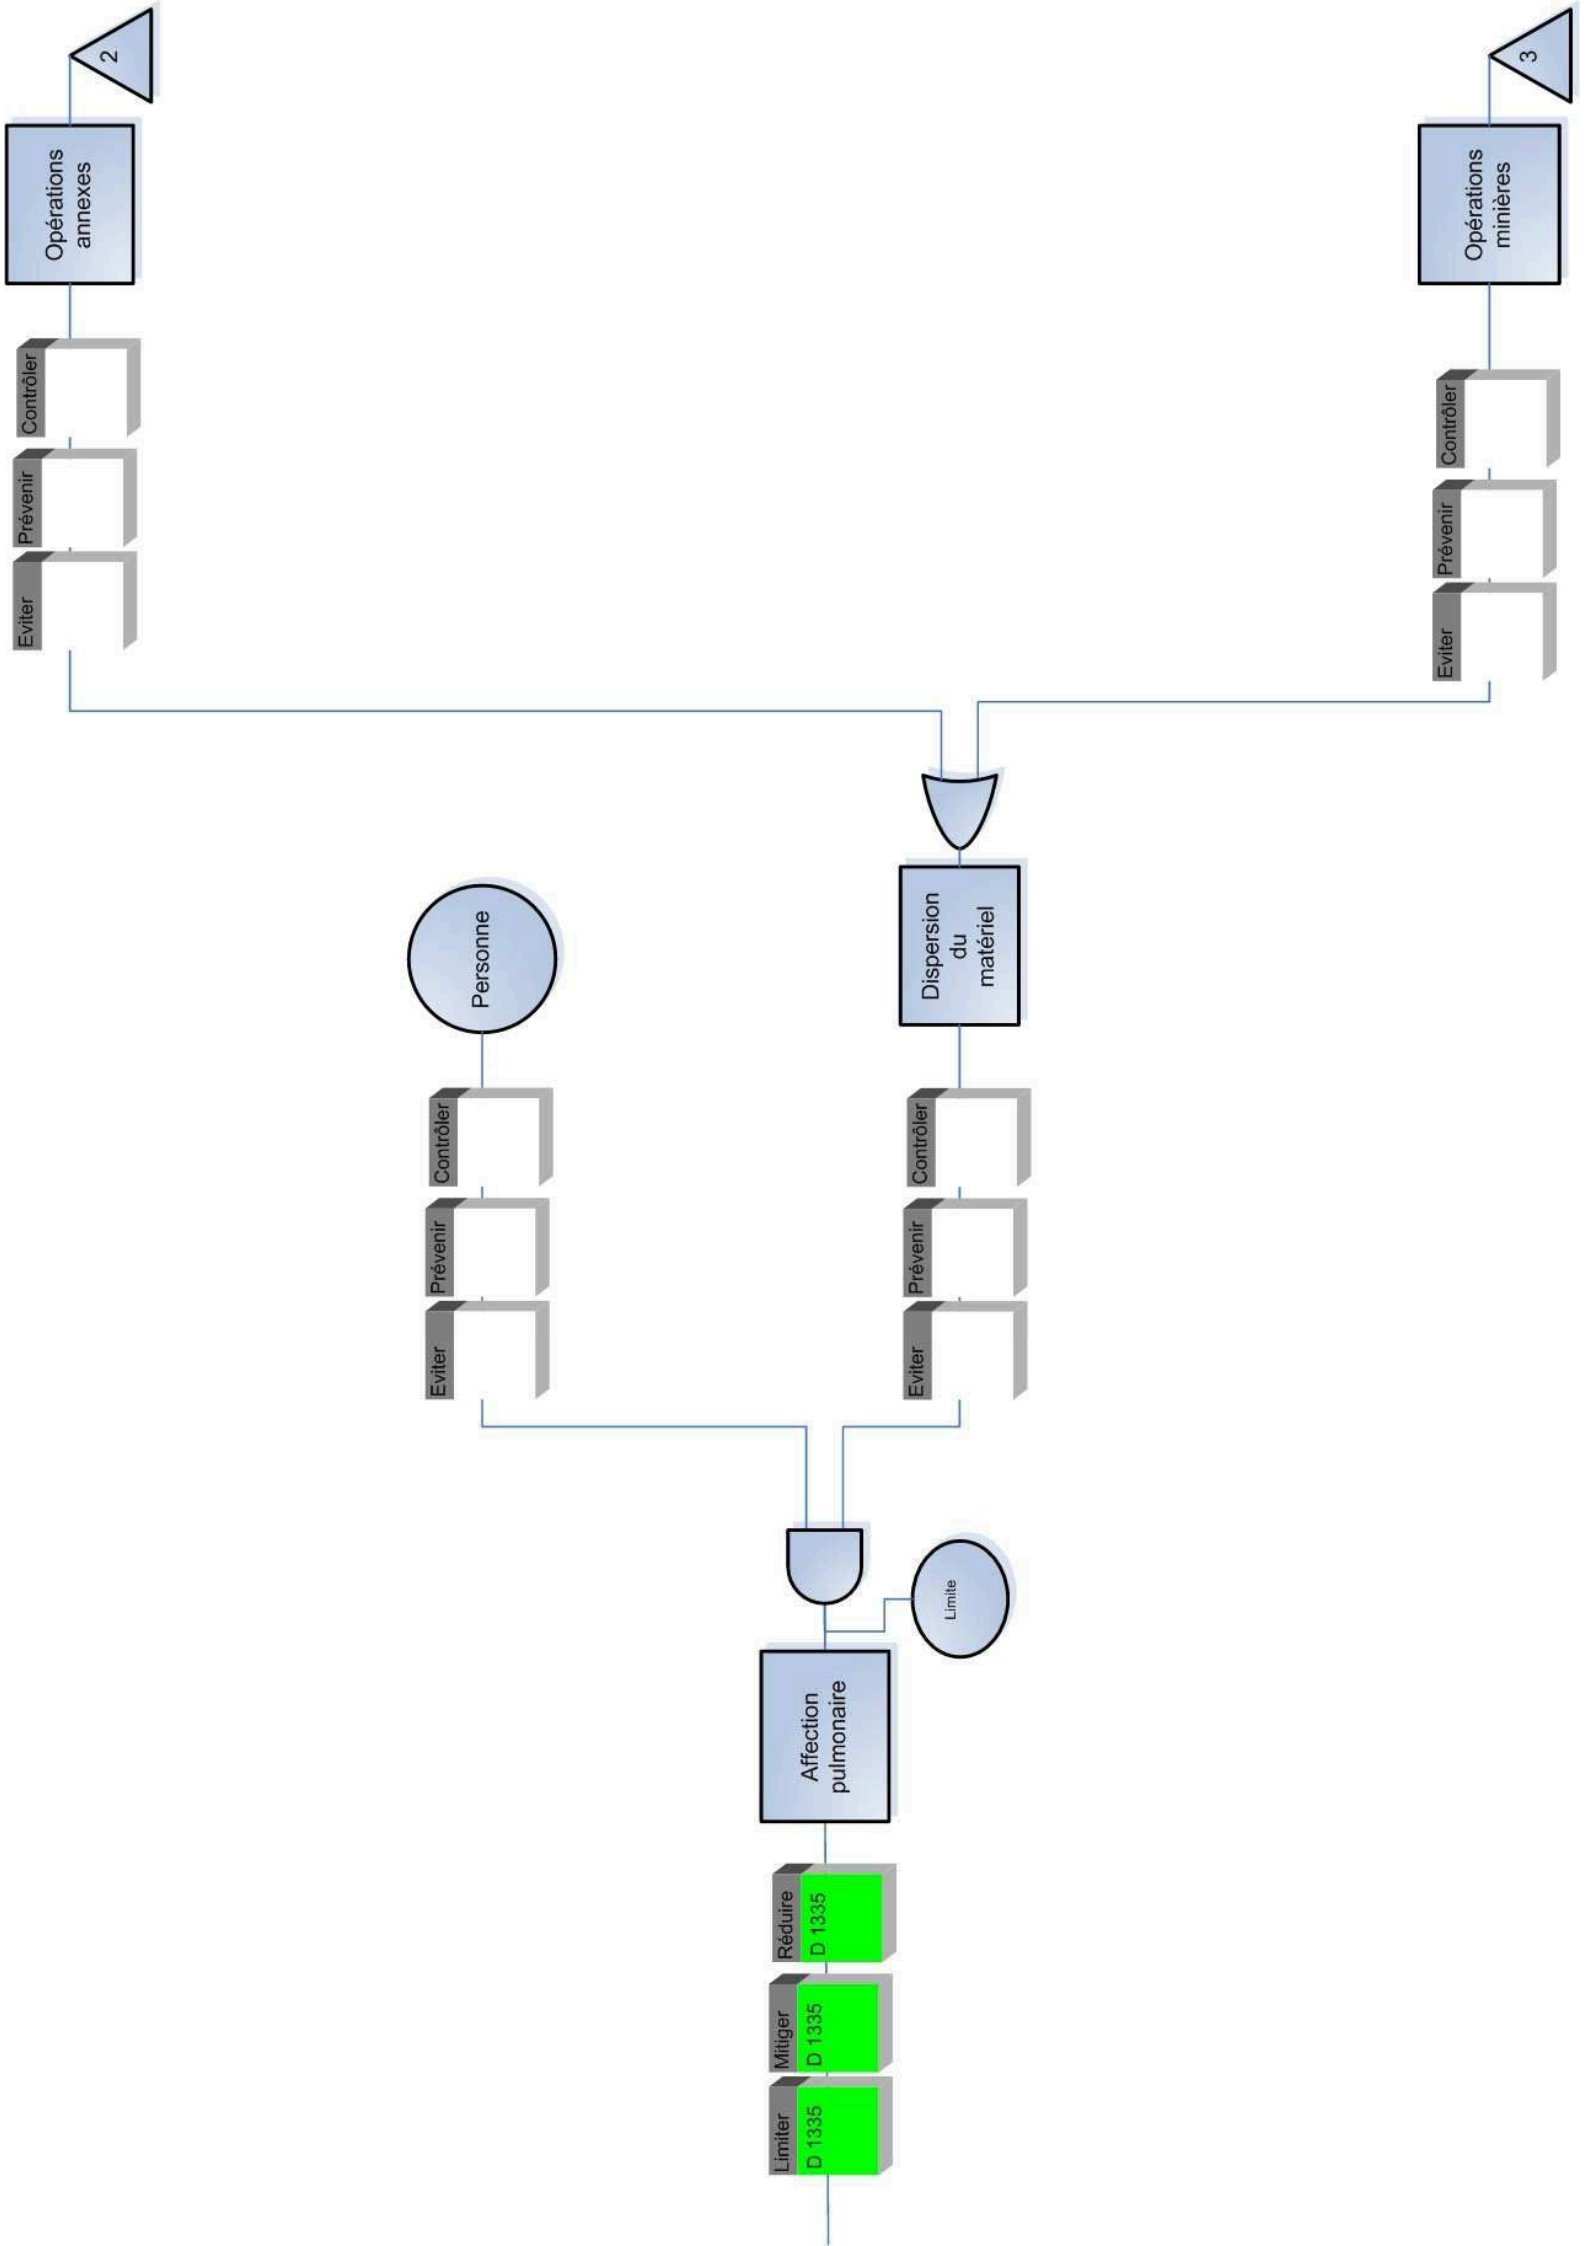 2
Opérations
annexes
Contrôler
Prévenir
Eviter
3
Opérations
minières
Contrôler
Prévenir
Eviter
Personne
Contrôler
Prévenir
Eviter
Dispersion
du
matériel
Contrôler
Prévenir
Eviter
Limite
Affection
pulmonaire
Réduire
D 1335
Mitiger
D 1335
Limiter
D 1335